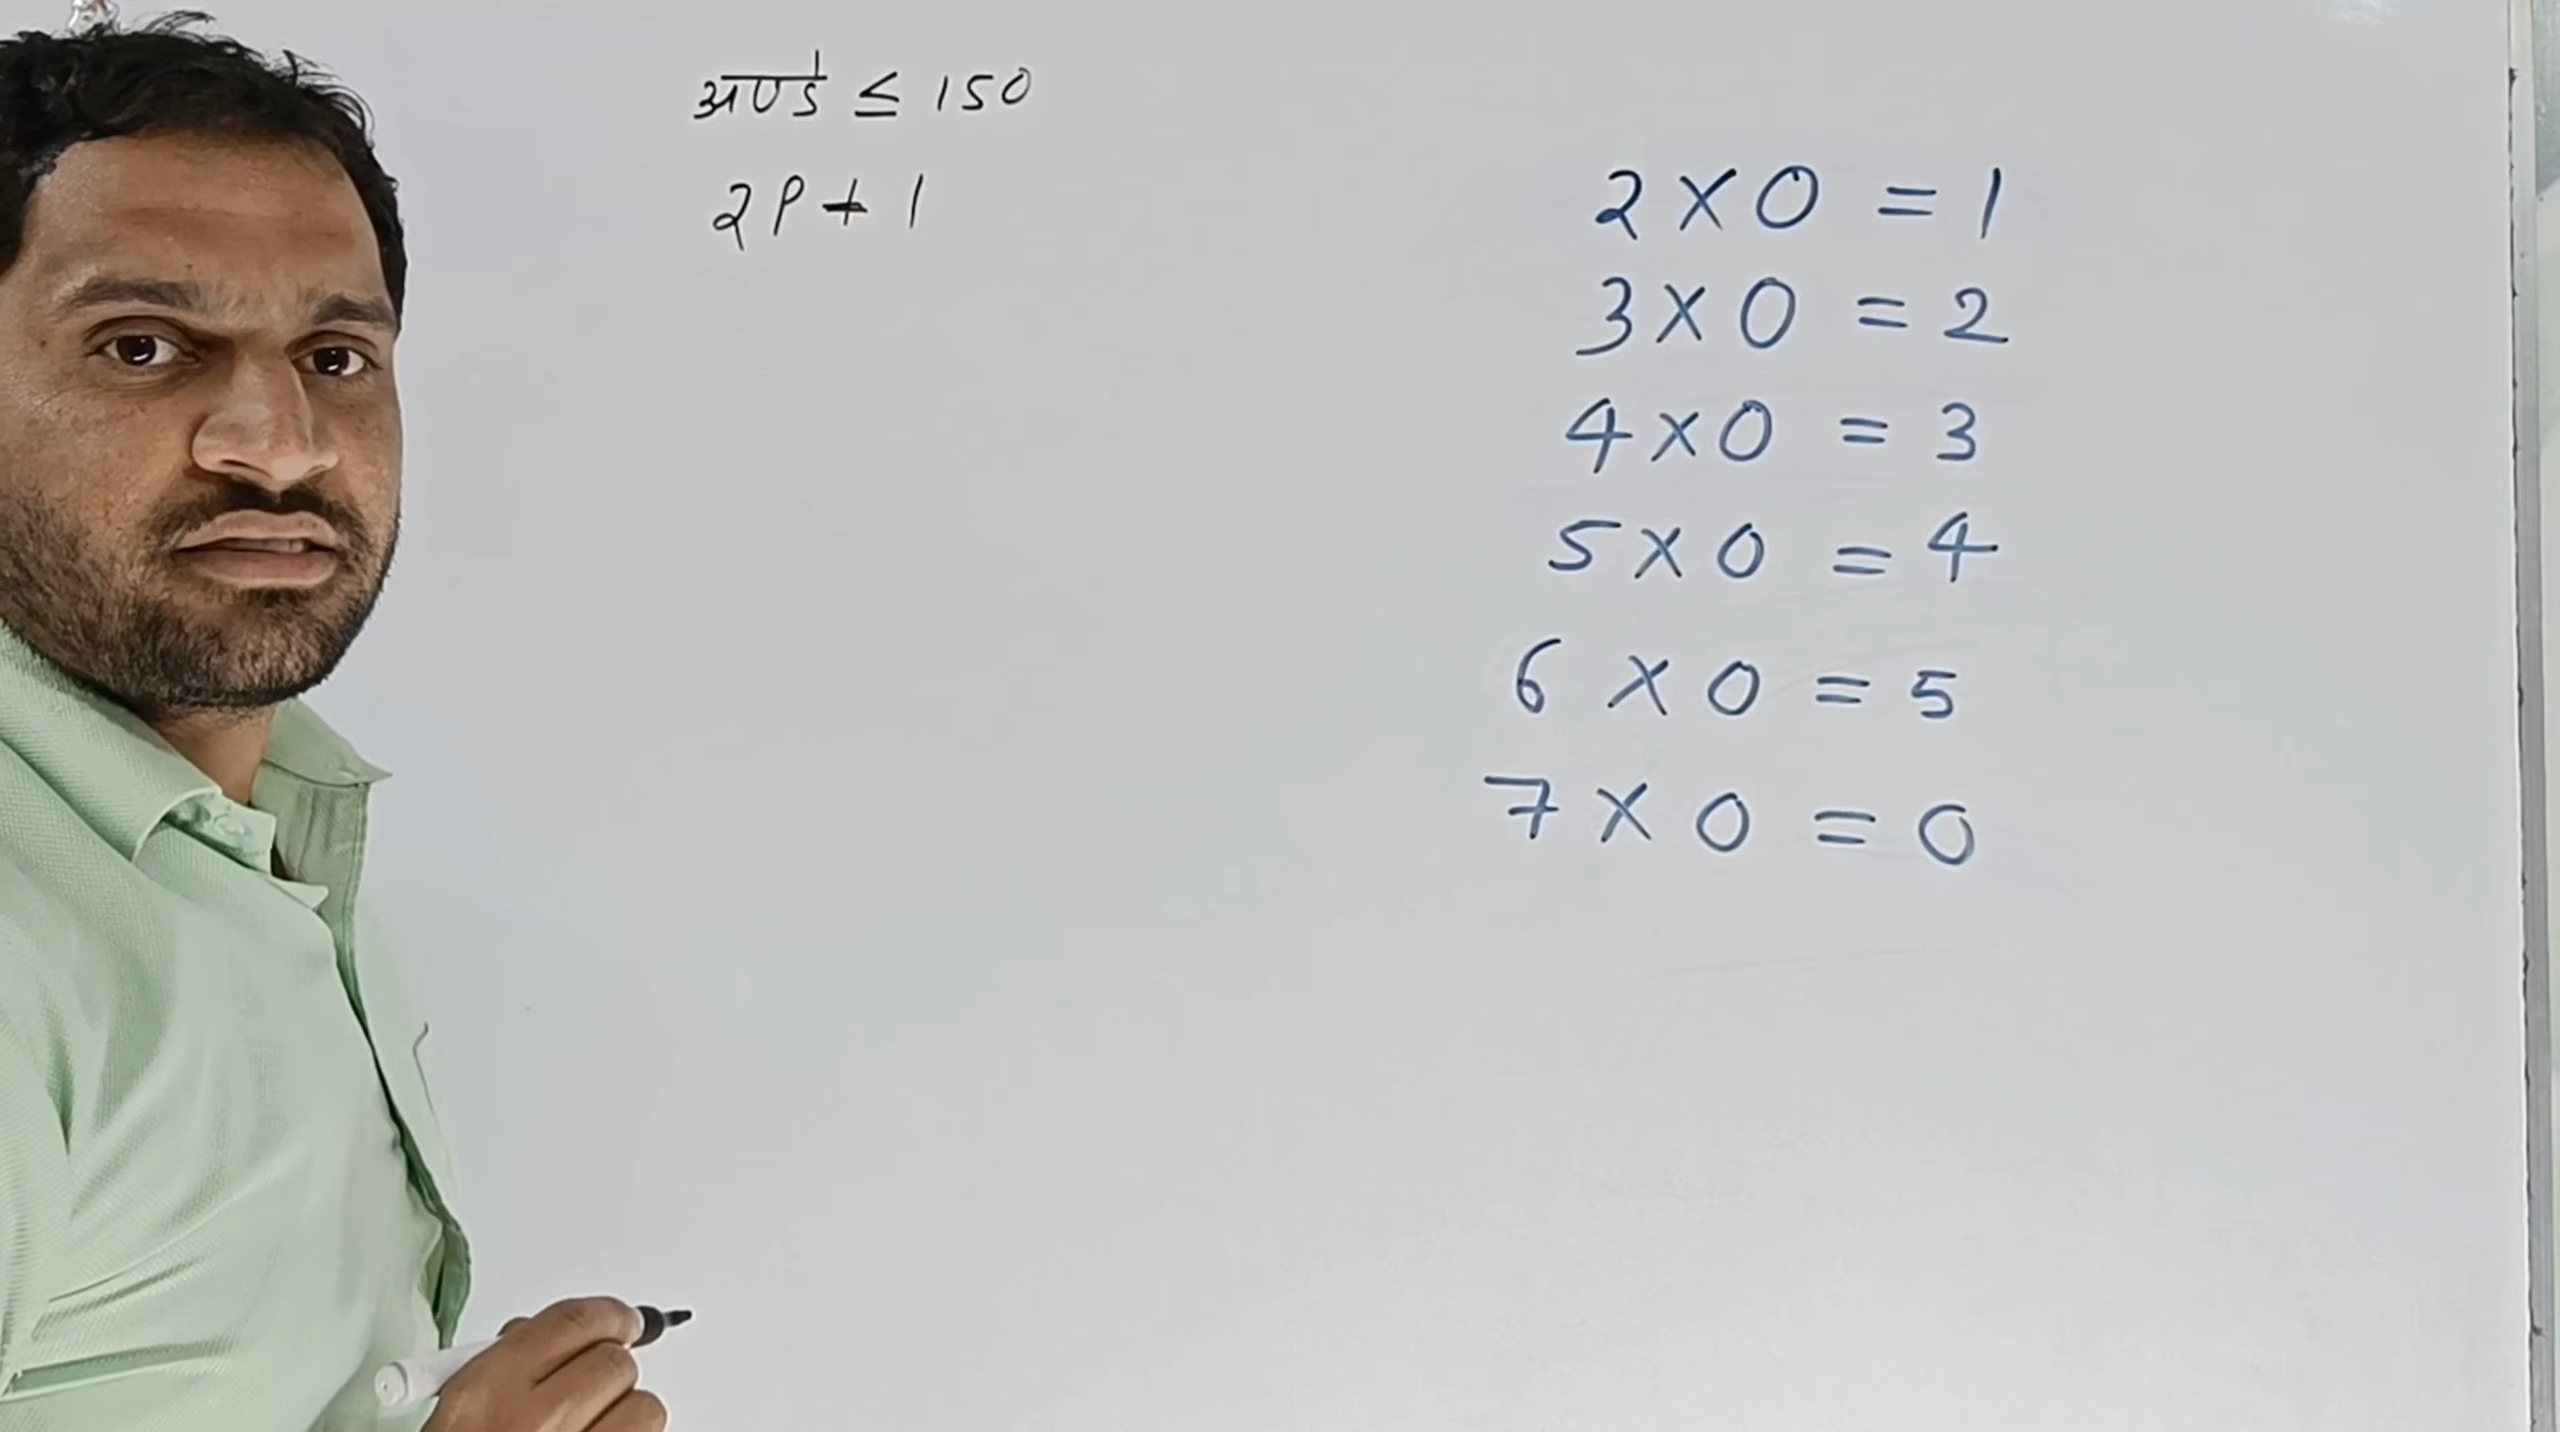 अण्डे ≤ 150
2P + 1
2 × 0 = 1
3 × 0 = 2
4 × 0 = 3
5 × 0 = 4
6 × 0 = 5
7 × 0 = 0